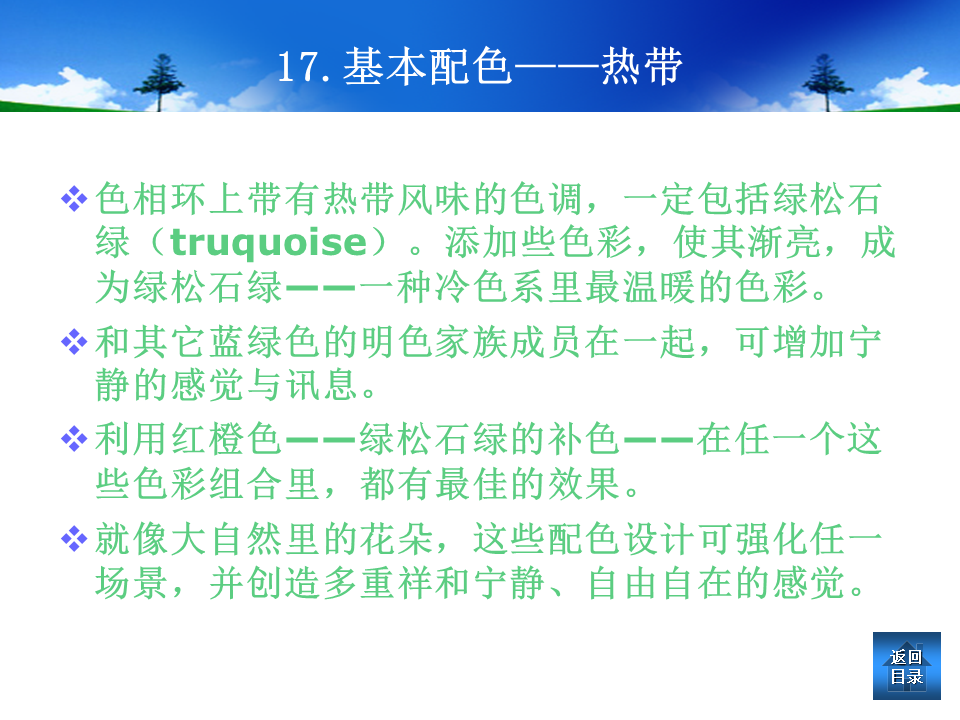 17.基本配色——热带
色相环上带有热带风味的色调，一定包括绿松石
绿（truquoise）。添加些色彩，使其渐亮，成
为绿松石绿——一种冷色系里最温暖的色彩。
和其它蓝绿色的明色家族成员在一起，可增加宁
静的感觉与讯息。
利用红橙色——绿松石绿的补色——在任一个这
些色彩组合里，都有最佳的效果。
就像大自然里的花朵，这些配色设计可强化任一
场景，并创造多重祥和宁静、自由自在的感觉。
返回
目录